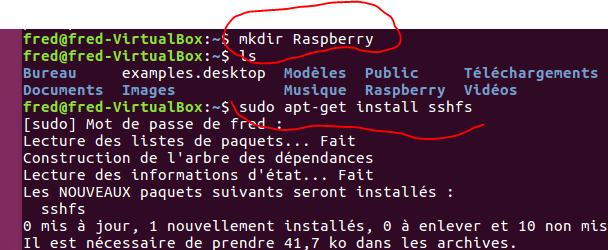 fred@fred-VirtualBox:~$ mkdir Raspberry
fred@fred-VirtualBox:~$ ls
Bureau examples.desktop Modèles Public Téléchargements
Documents Images Musique Raspberry Vidéos
fred@fred-VirtualBox:~$ sudo apt-get install sshfs
[sudo] Mot de passe de fred :
Lecture des listes de paquets... Fait
Construction de l'arbre des dépendances
Lecture des informations d'état... Fait
Les NOUVEAUX paquets suivants seront installés :
sshfs
0 mis à jour, 1 nouvellement installés, 0 à enlever et 10 non mis
Il est nécessaire de prendre 41,7 ko dans les archives.